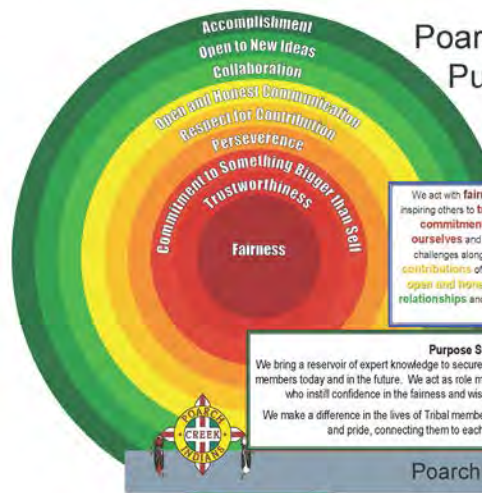 Accomplishment
Open to New Ideas
Collaboration
Open and Honest Communication
Respect for Contribution
Perseverence
Commitment to Something Bigger than Self
Trustworthiness
Fairness
Poar
Pu
We act with fair
inspiring others to t
commitmen
ourselves and
challenges along
contributions of
open and hone
relationships and
Purpose S
We bring a reservoir of expert knowledge to secure
members today and in the future. We act as role m
who instill confidence in the fairness and wis
We make a difference in the lives of Tribal membe
and pride, connecting them to each
POARCH
CREEK
INDIANS
Poarch